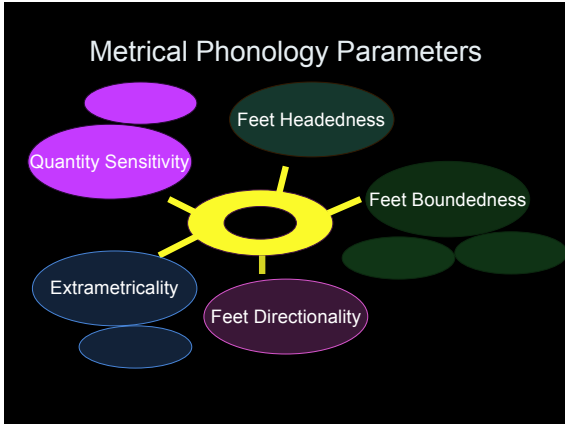 Metrical Phonology Parameters
Feet Headedness
Quantity Sensitivity
Feet Boundedness
Extrametricality
Feet Directionality